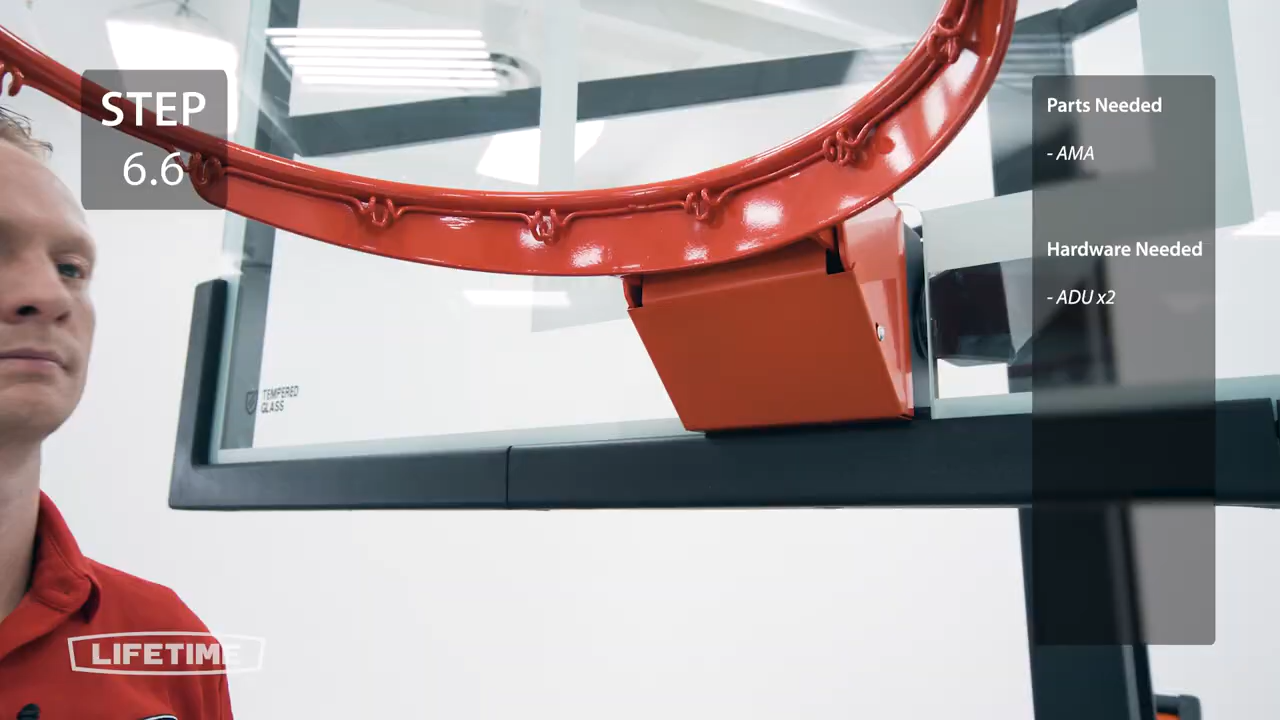 STEP
6.6
Parts Needed
- AMA
Hardware Needed
- ADU x2
TEMPERED
GLASS
LIFETIME